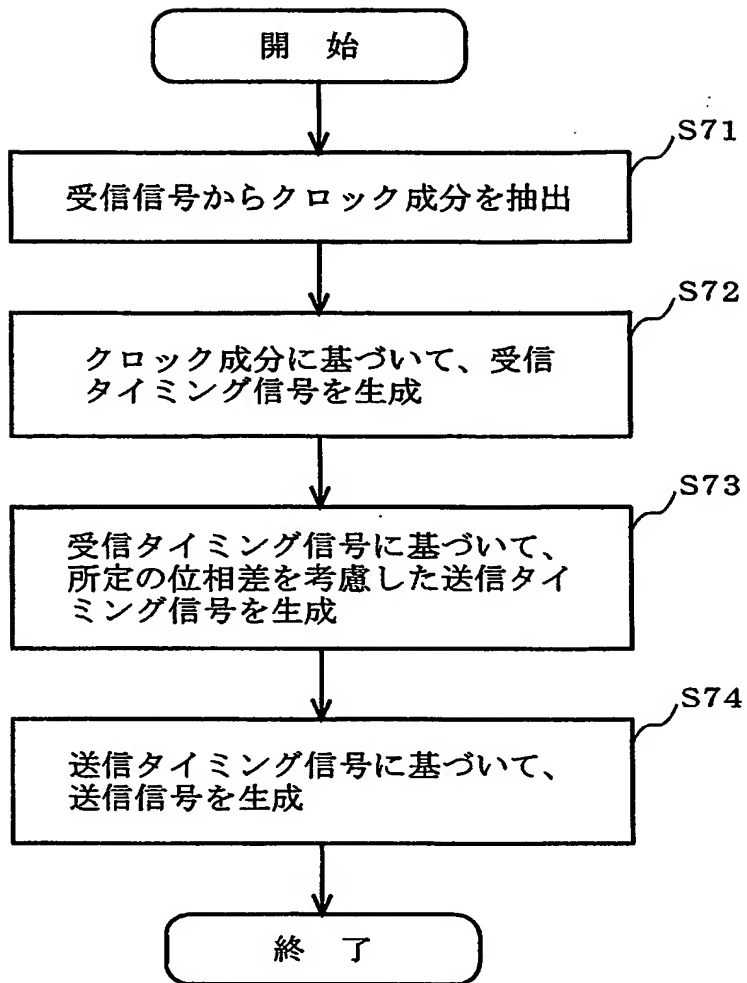 開 始
S71
受信信号からクロック成分を抽出
S72
クロック成分に基づいて、受信
タイミング信号を生成
S73
受信タイミング信号に基づいて、
所定の位相差を考慮した送信タイ
ミング信号を生成
S74
送信タイミング信号に基づいて、
送信信号を生成
終 了